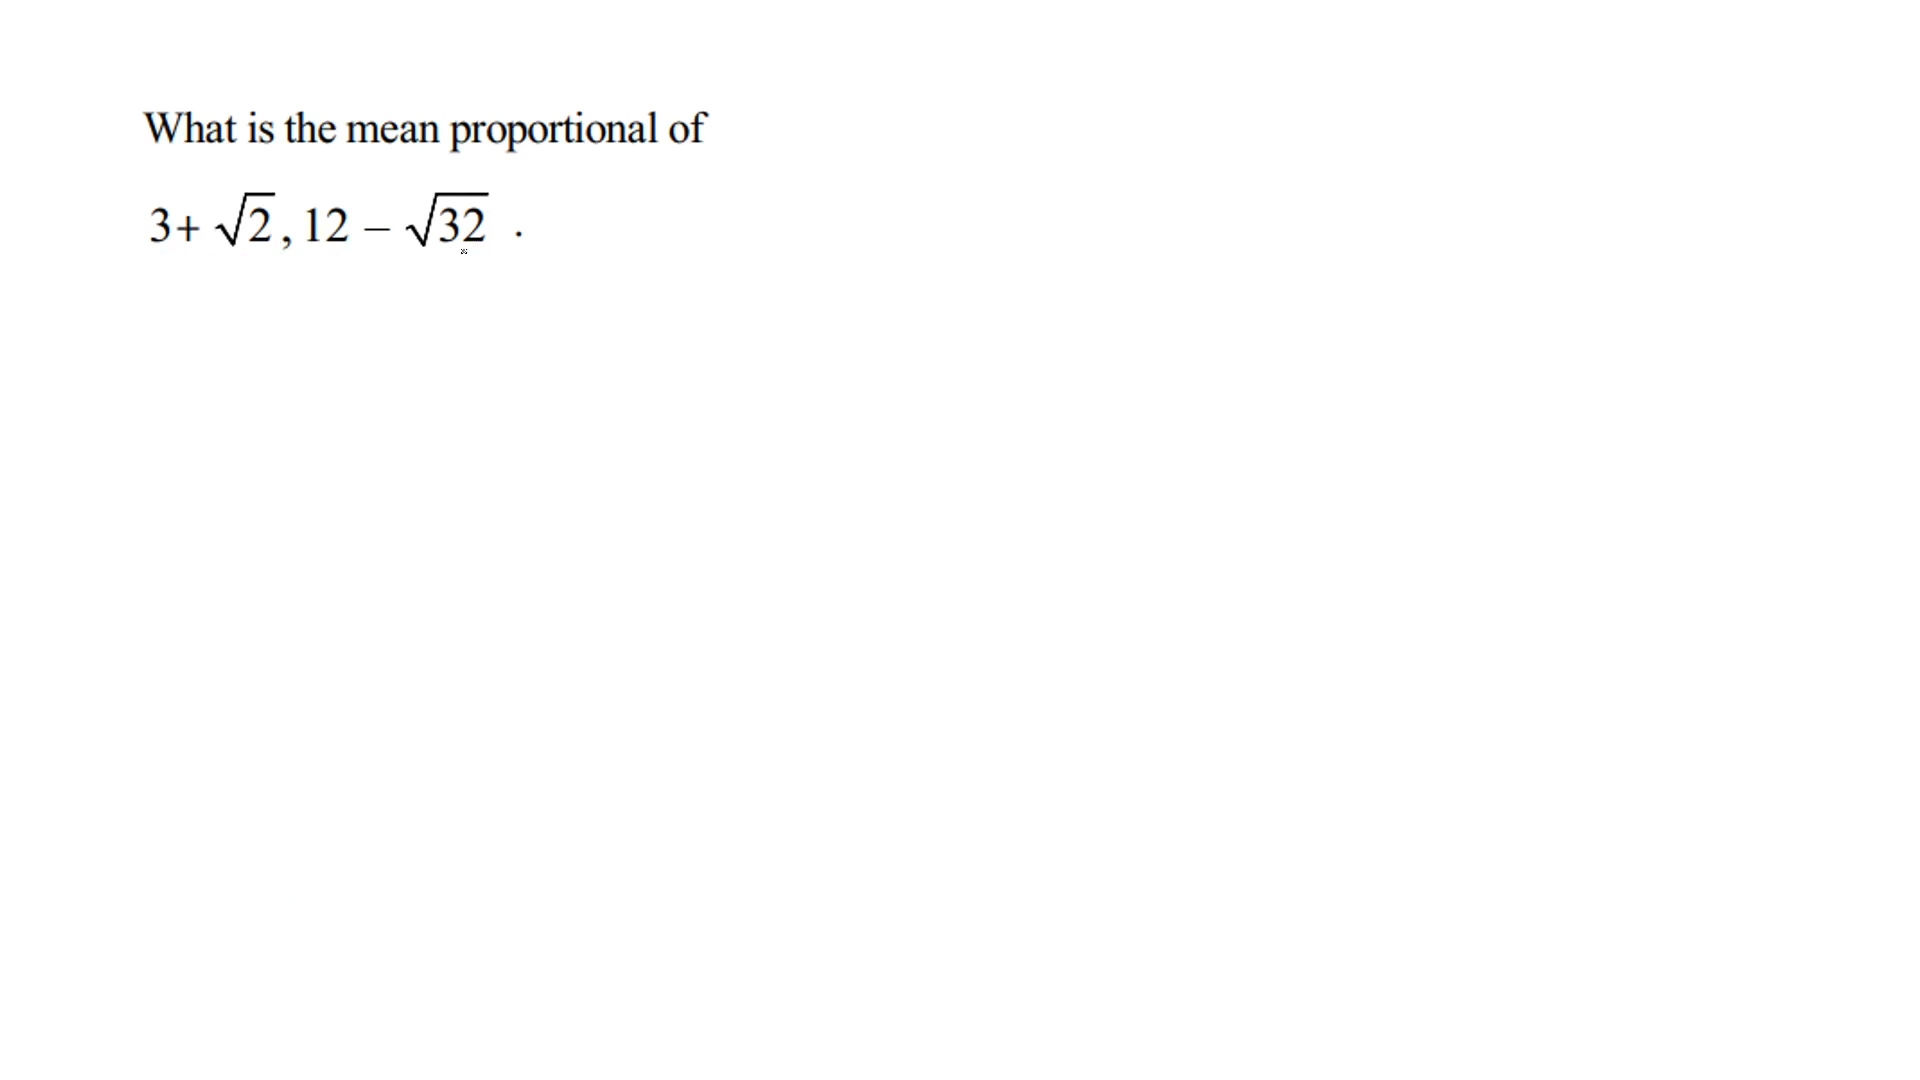 What is the mean proportional of
3+ √2, 12 – √32 .